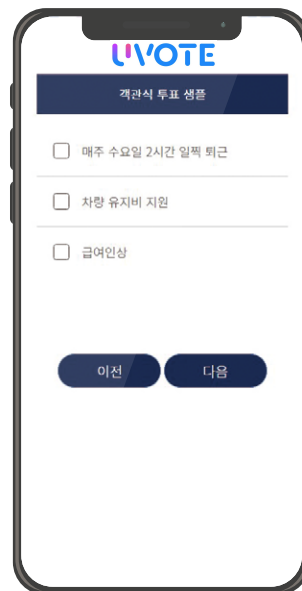 UVOTE
객관식 투표 샘플
매주 수요일 2시간 일찍 퇴근
차량 유지비 지원
급여인상
이전
다음